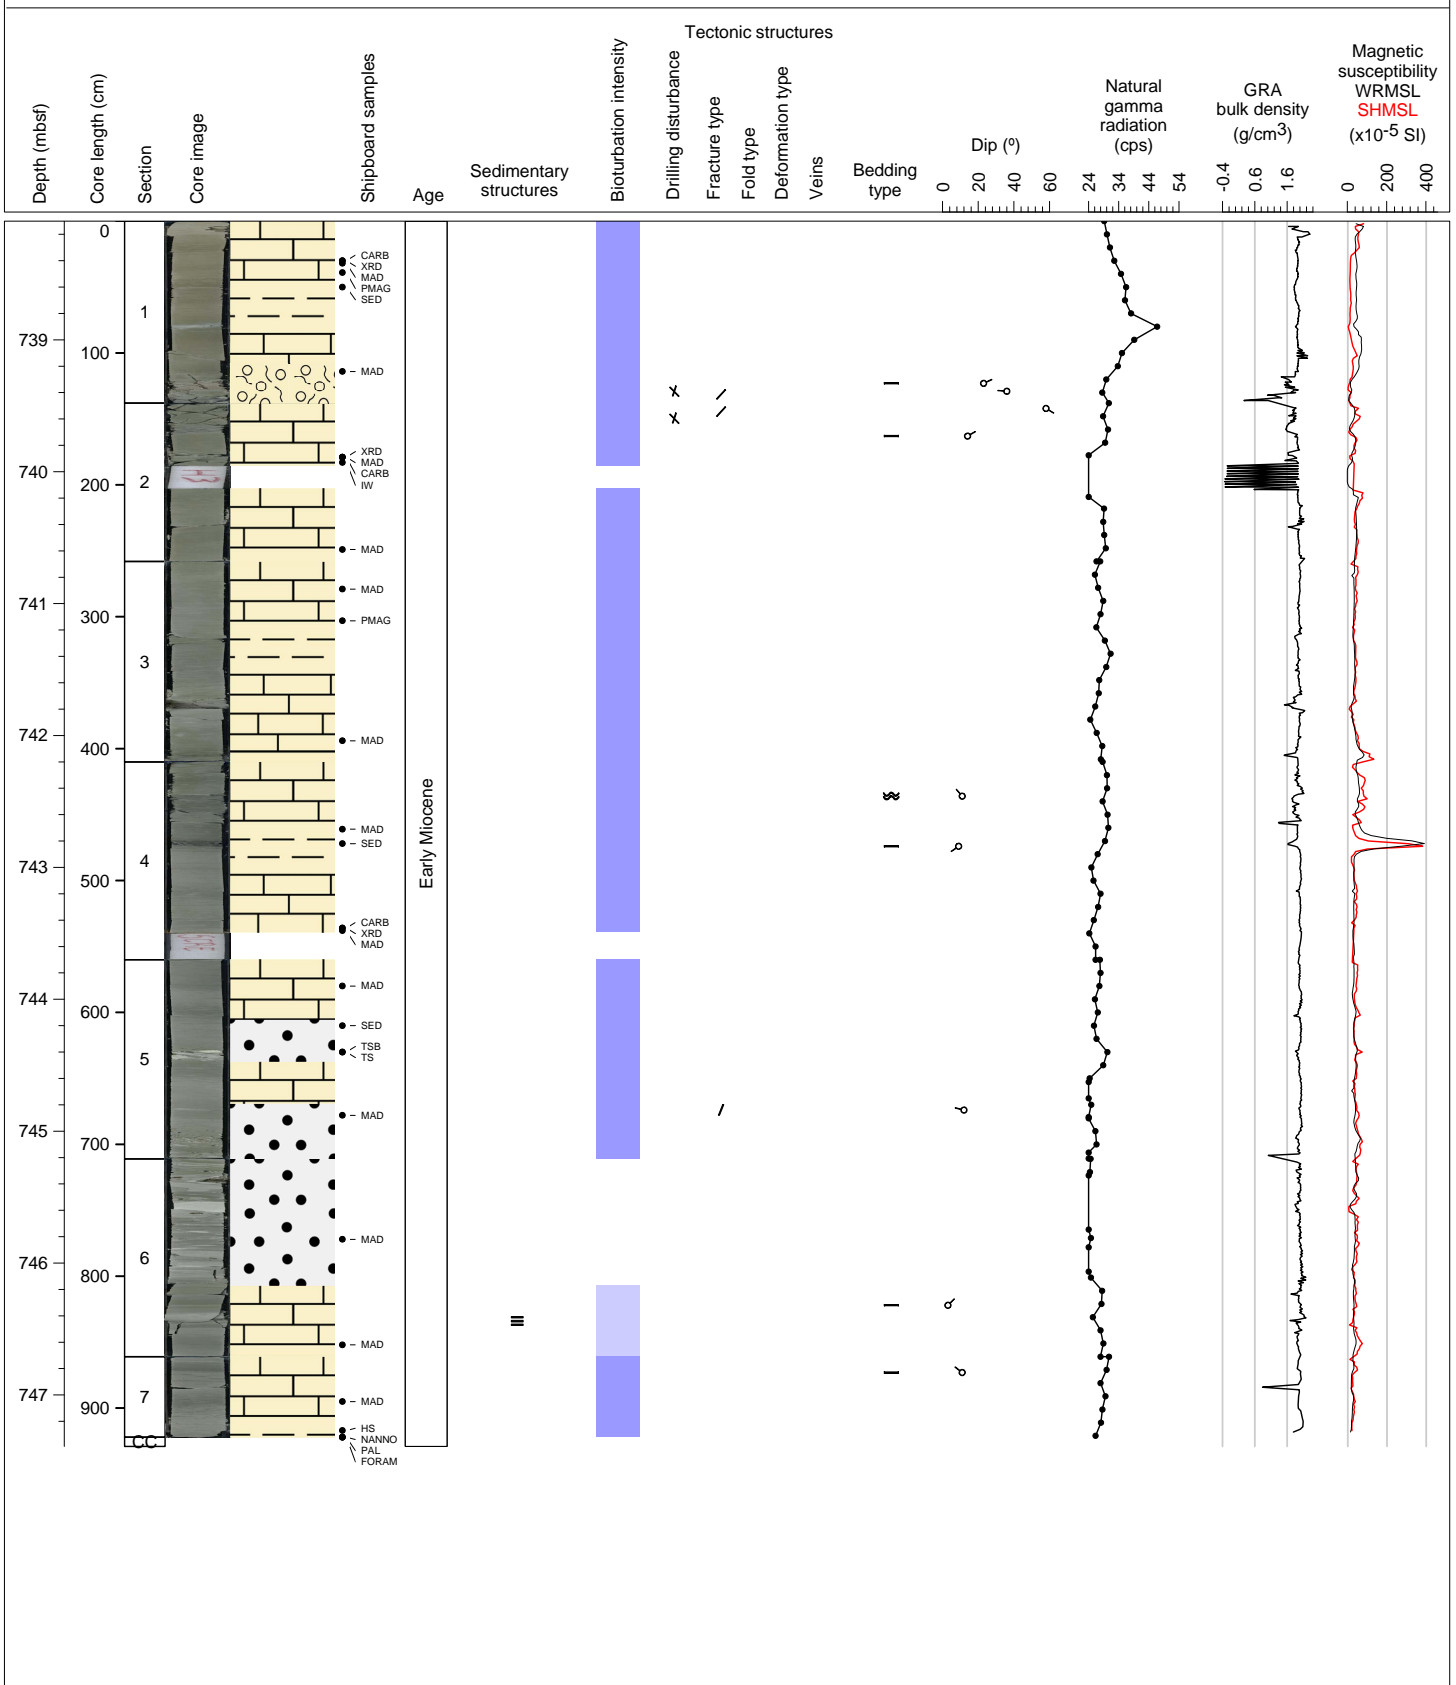 Tectonic structures
Depth (mbsf)
Core length (cm)
Section
Core image
Shipboard samples
Age
Sedimentary
structures
Bioturbation intensity
Drilling disturbance
Fracture type
Fold type
Deformation type
Veins
Bedding
type
Dip (º)
0 20 40 60
Natural
gamma
radiation
(cps)
24 34 44 54
GRA
bulk density
(g/cm3)
-0.4 0.6 1.6
Magnetic
susceptibility
WRMSL
SHMSL
(x10-5 SI)
0 200 400
0
CARB
XRD
MAD
PMAG
SED
1
739
100
MAD
XRD
MAD
CARB
IW
740
2
200
MAD
MAD
741
300
PMAG
3
742
MAD
400
Early Miocene
MAD
SED
4
743
500
CARB
XRD
MAD
MAD
744
600
SED
TSB
TS
5
MAD
745
700
MAD
6
746
800
MAD
747
7
MAD
900
HS
NANNO
PAL
FORAM
CC